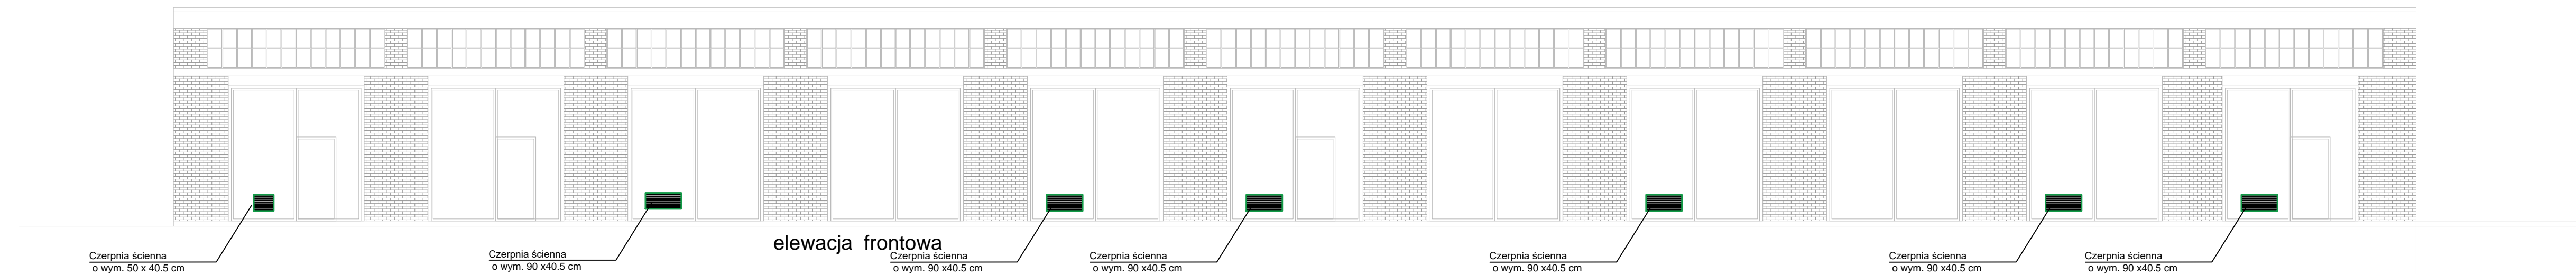 elewacja frontowa
Czerpnia ścienna
o wym. 50 x 40.5 cm
Czerpnia ścienna
o wym. 90 x40.5 cm
Czerpnia ścienna
o wym. 90 x40.5 cm
Czerpnia ścienna
o wym. 90 x40.5 cm
Czerpnia ścienna
o wym. 90 x40.5 cm
Czerpnia ścienna
o wym. 90 x40.5 cm
Czerpnia ścienna
o wym. 90 x40.5 cm